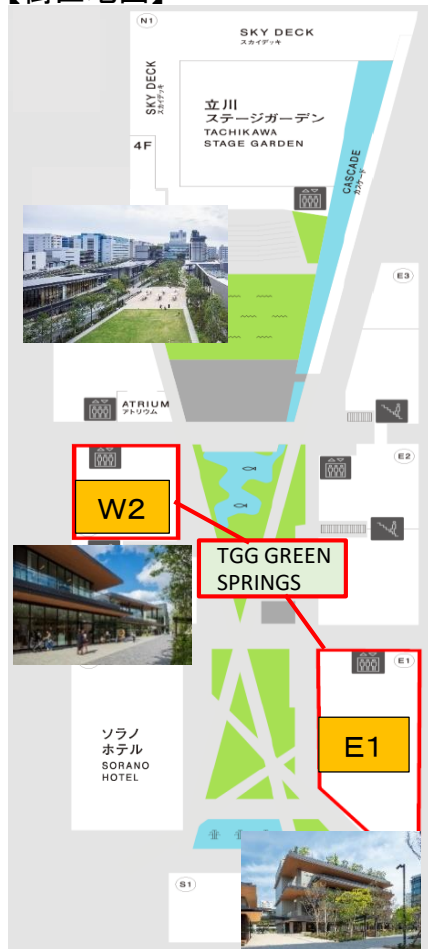 N1
SKY DECK
スカイデッキ
SKY DECK
スカイデッキ
立川
ステージガーデン
TACHIKAWA
STAGE GARDEN
4F
CASCADE
カスケード
E3
ATRIUM
アトリウム
E2
W2
TGG GREEN
SPRINGS
E1
E1
ソラノ
ホテル
SORANO
HOTEL
S1